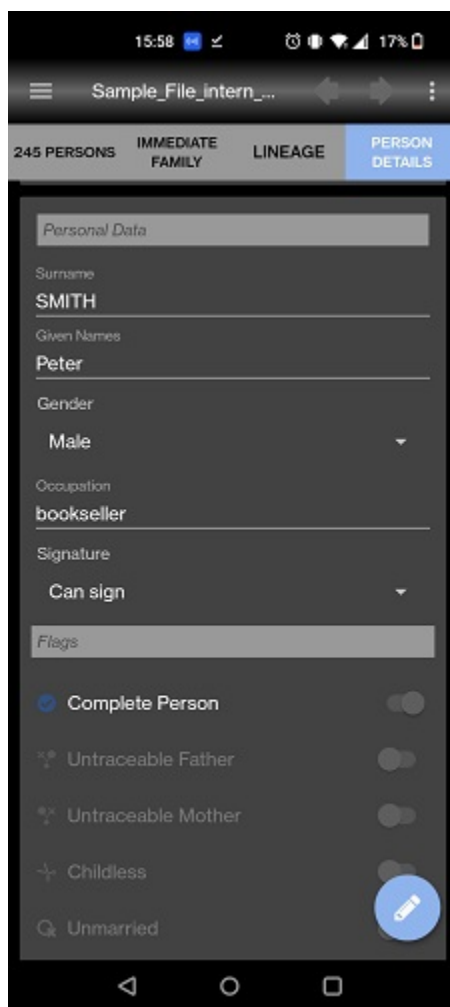 15:58 17%
Sample_File_intern_...
245 PERSONS IMMEDIATE FAMILY LINEAGE PERSON DETAILS
Personal Data
Surname
SMITH
Given Names
Peter
Gender
Male
Occupation
bookseller
Signature
Can sign
Flags
Complete Person
Untraceable Father
Untraceable Mother
Childless
Unmarried